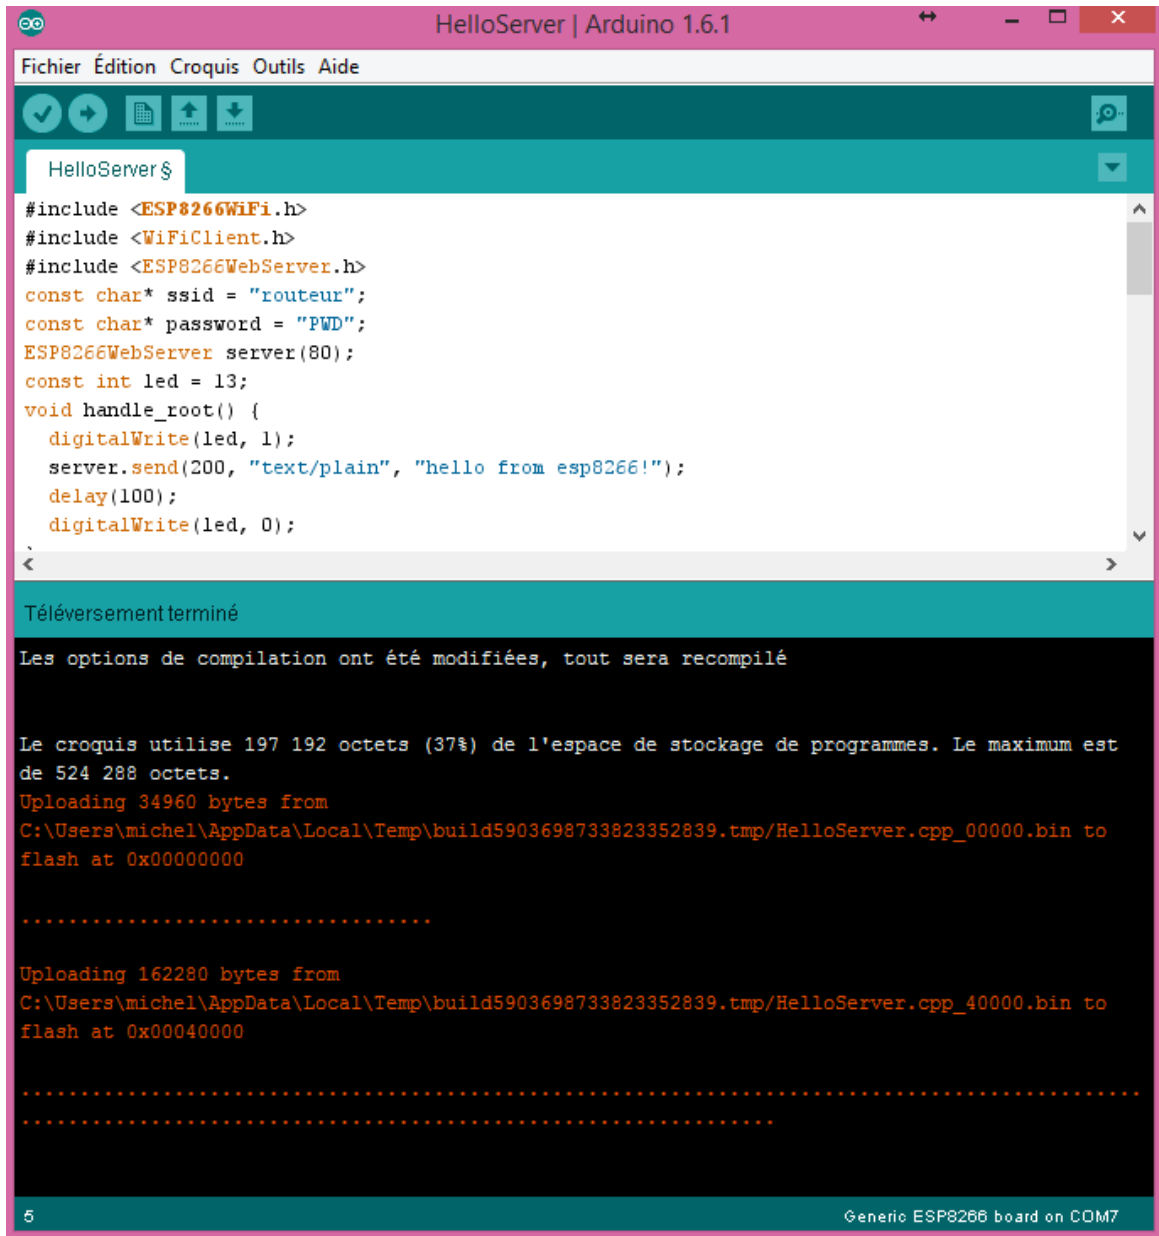 HelloServer | Arduino 1.6.1
Fichier Édition Croquis Outils Aide
HelloServer §
#include <ESP8266WiFi.h>
#include <WiFiClient.h>
#include <ESP8266WebServer.h>
const char* ssid = "routeur";
const char* password = "PWD";
ESP8266WebServer server(80);
const int led = 13;
void handle_root() {
  digitalWrite(led, 1);
  server.send(200, "text/plain", "hello from esp8266!");
  delay(100);
  digitalWrite(led, 0);
Téléversement terminé
Les options de compilation ont été modifiées, tout sera recompilé
Le croquis utilise 197 192 octets (37%) de l'espace de stockage de programmes. Le maximum est
de 524 288 octets.
Uploading 34960 bytes from
C:\Users\michel\AppData\Local\Temp\build5903698733823352839.tmp/HelloServer.cpp_00000.bin to
flash at 0x00000000
...................................
Uploading 162280 bytes from
C:\Users\michel\AppData\Local\Temp\build5903698733823352839.tmp/HelloServer.cpp_40000.bin to
flash at 0x00040000
...............................................................................................
................................................................
5
Generic ESP8266 board on COM7